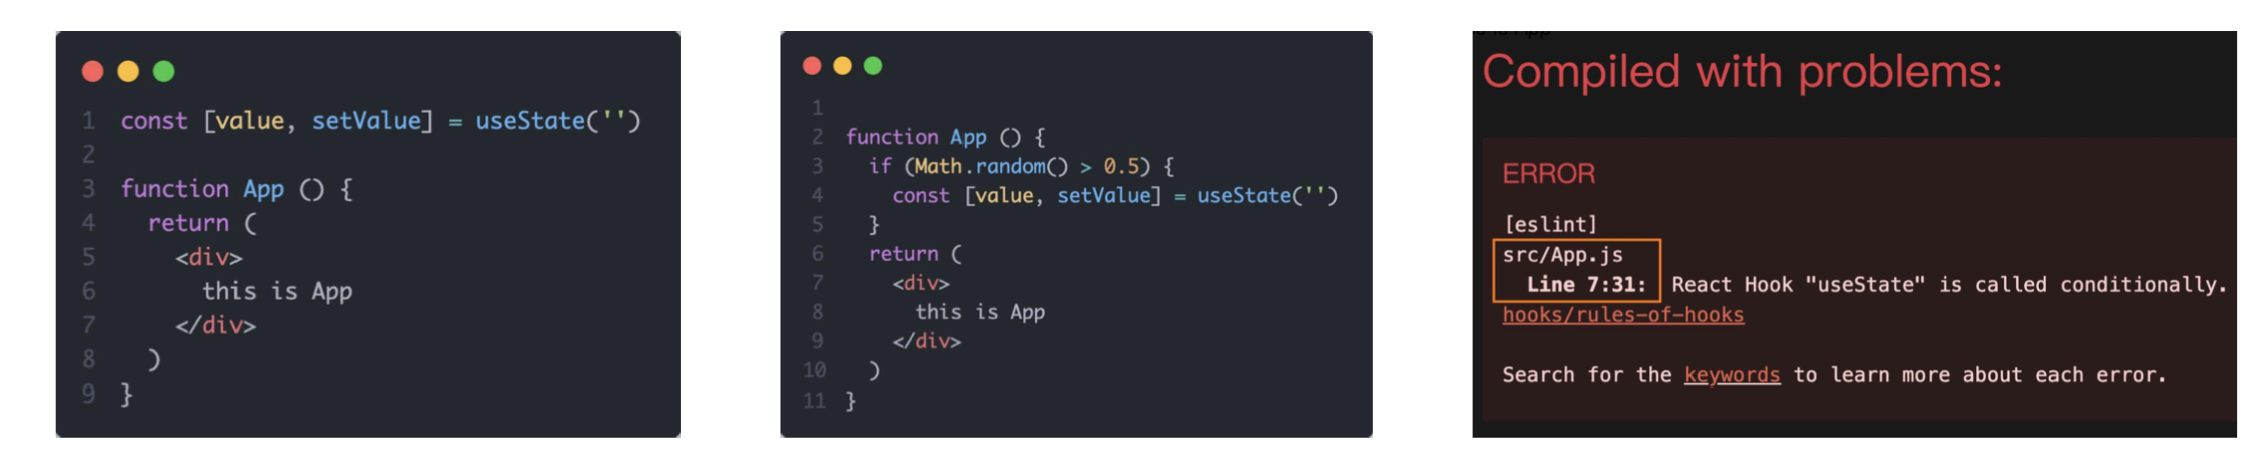 1 const [value, setValue] = useState('')
2
3 function App () {
4 return (
5 <div>
6 this is App
7 </div>
8 )
9 }
1
2 function App () {
3 if (Math.random() > 0.5) {
4 const [value, setValue] = useState('')
5 }
6 return (
7 <div>
8 this is App
9 </div>
10 )
11 }
Compiled with problems:
ERROR
[eslint]
src/App.js
Line 7:31: React Hook "useState" is called conditionally.
hooks/rules-of-hooks
Search for the keywords to learn more about each error.